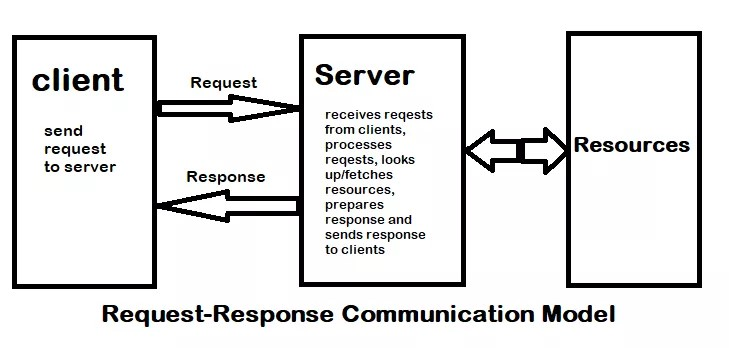 client
send
request
to server
Request
Response
Server
receives reqests
from clients,
processes
reqests, looks
up/fetches
resources,
prepares
response and
sends response
to clients
Resources
Request-Response Communication Model